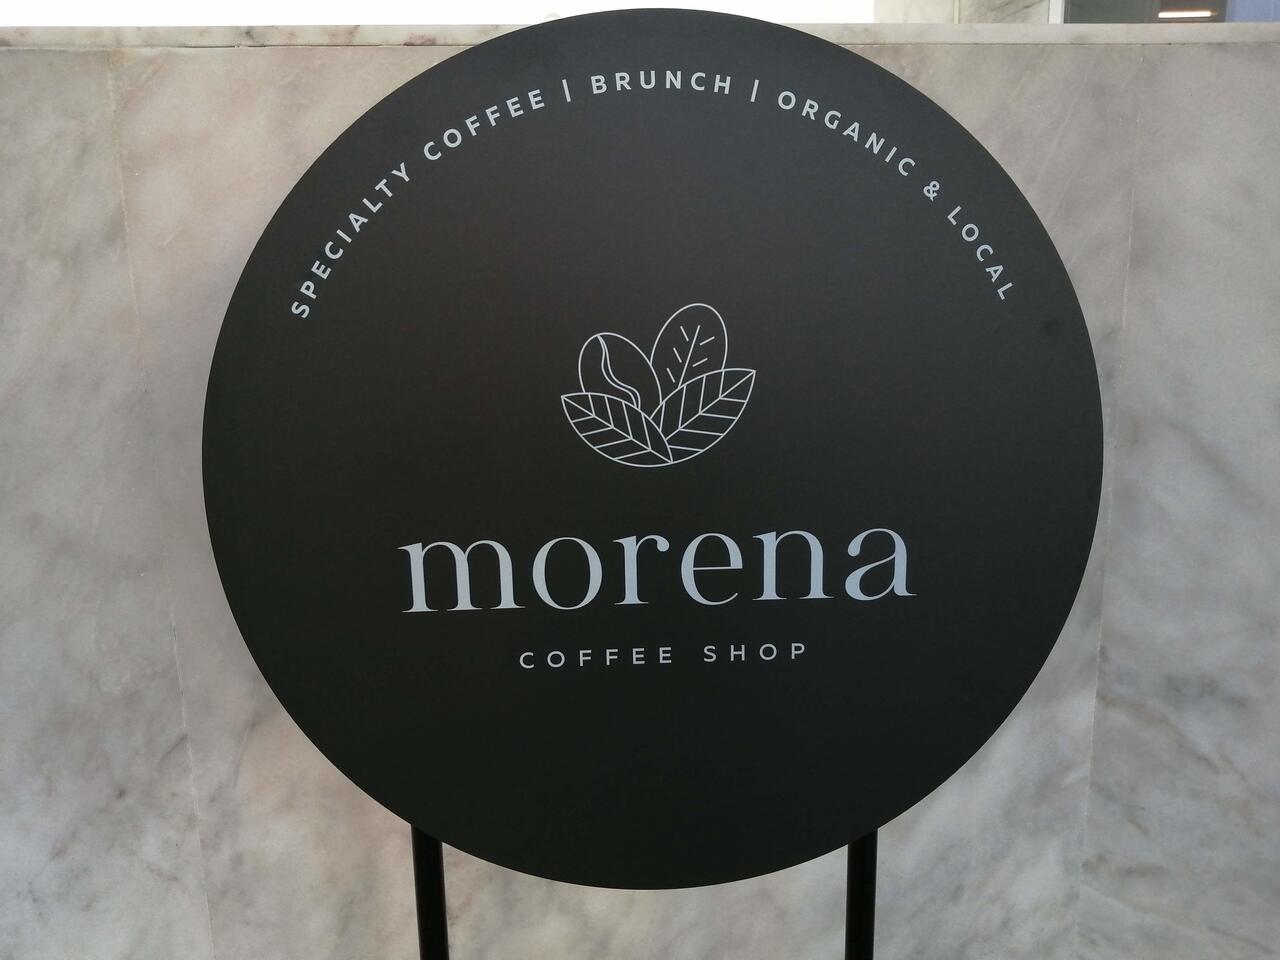 SPECIALTY COFFEE | BRUNCH | ORGANIC & LOCAL
morena
COFFEE SHOP